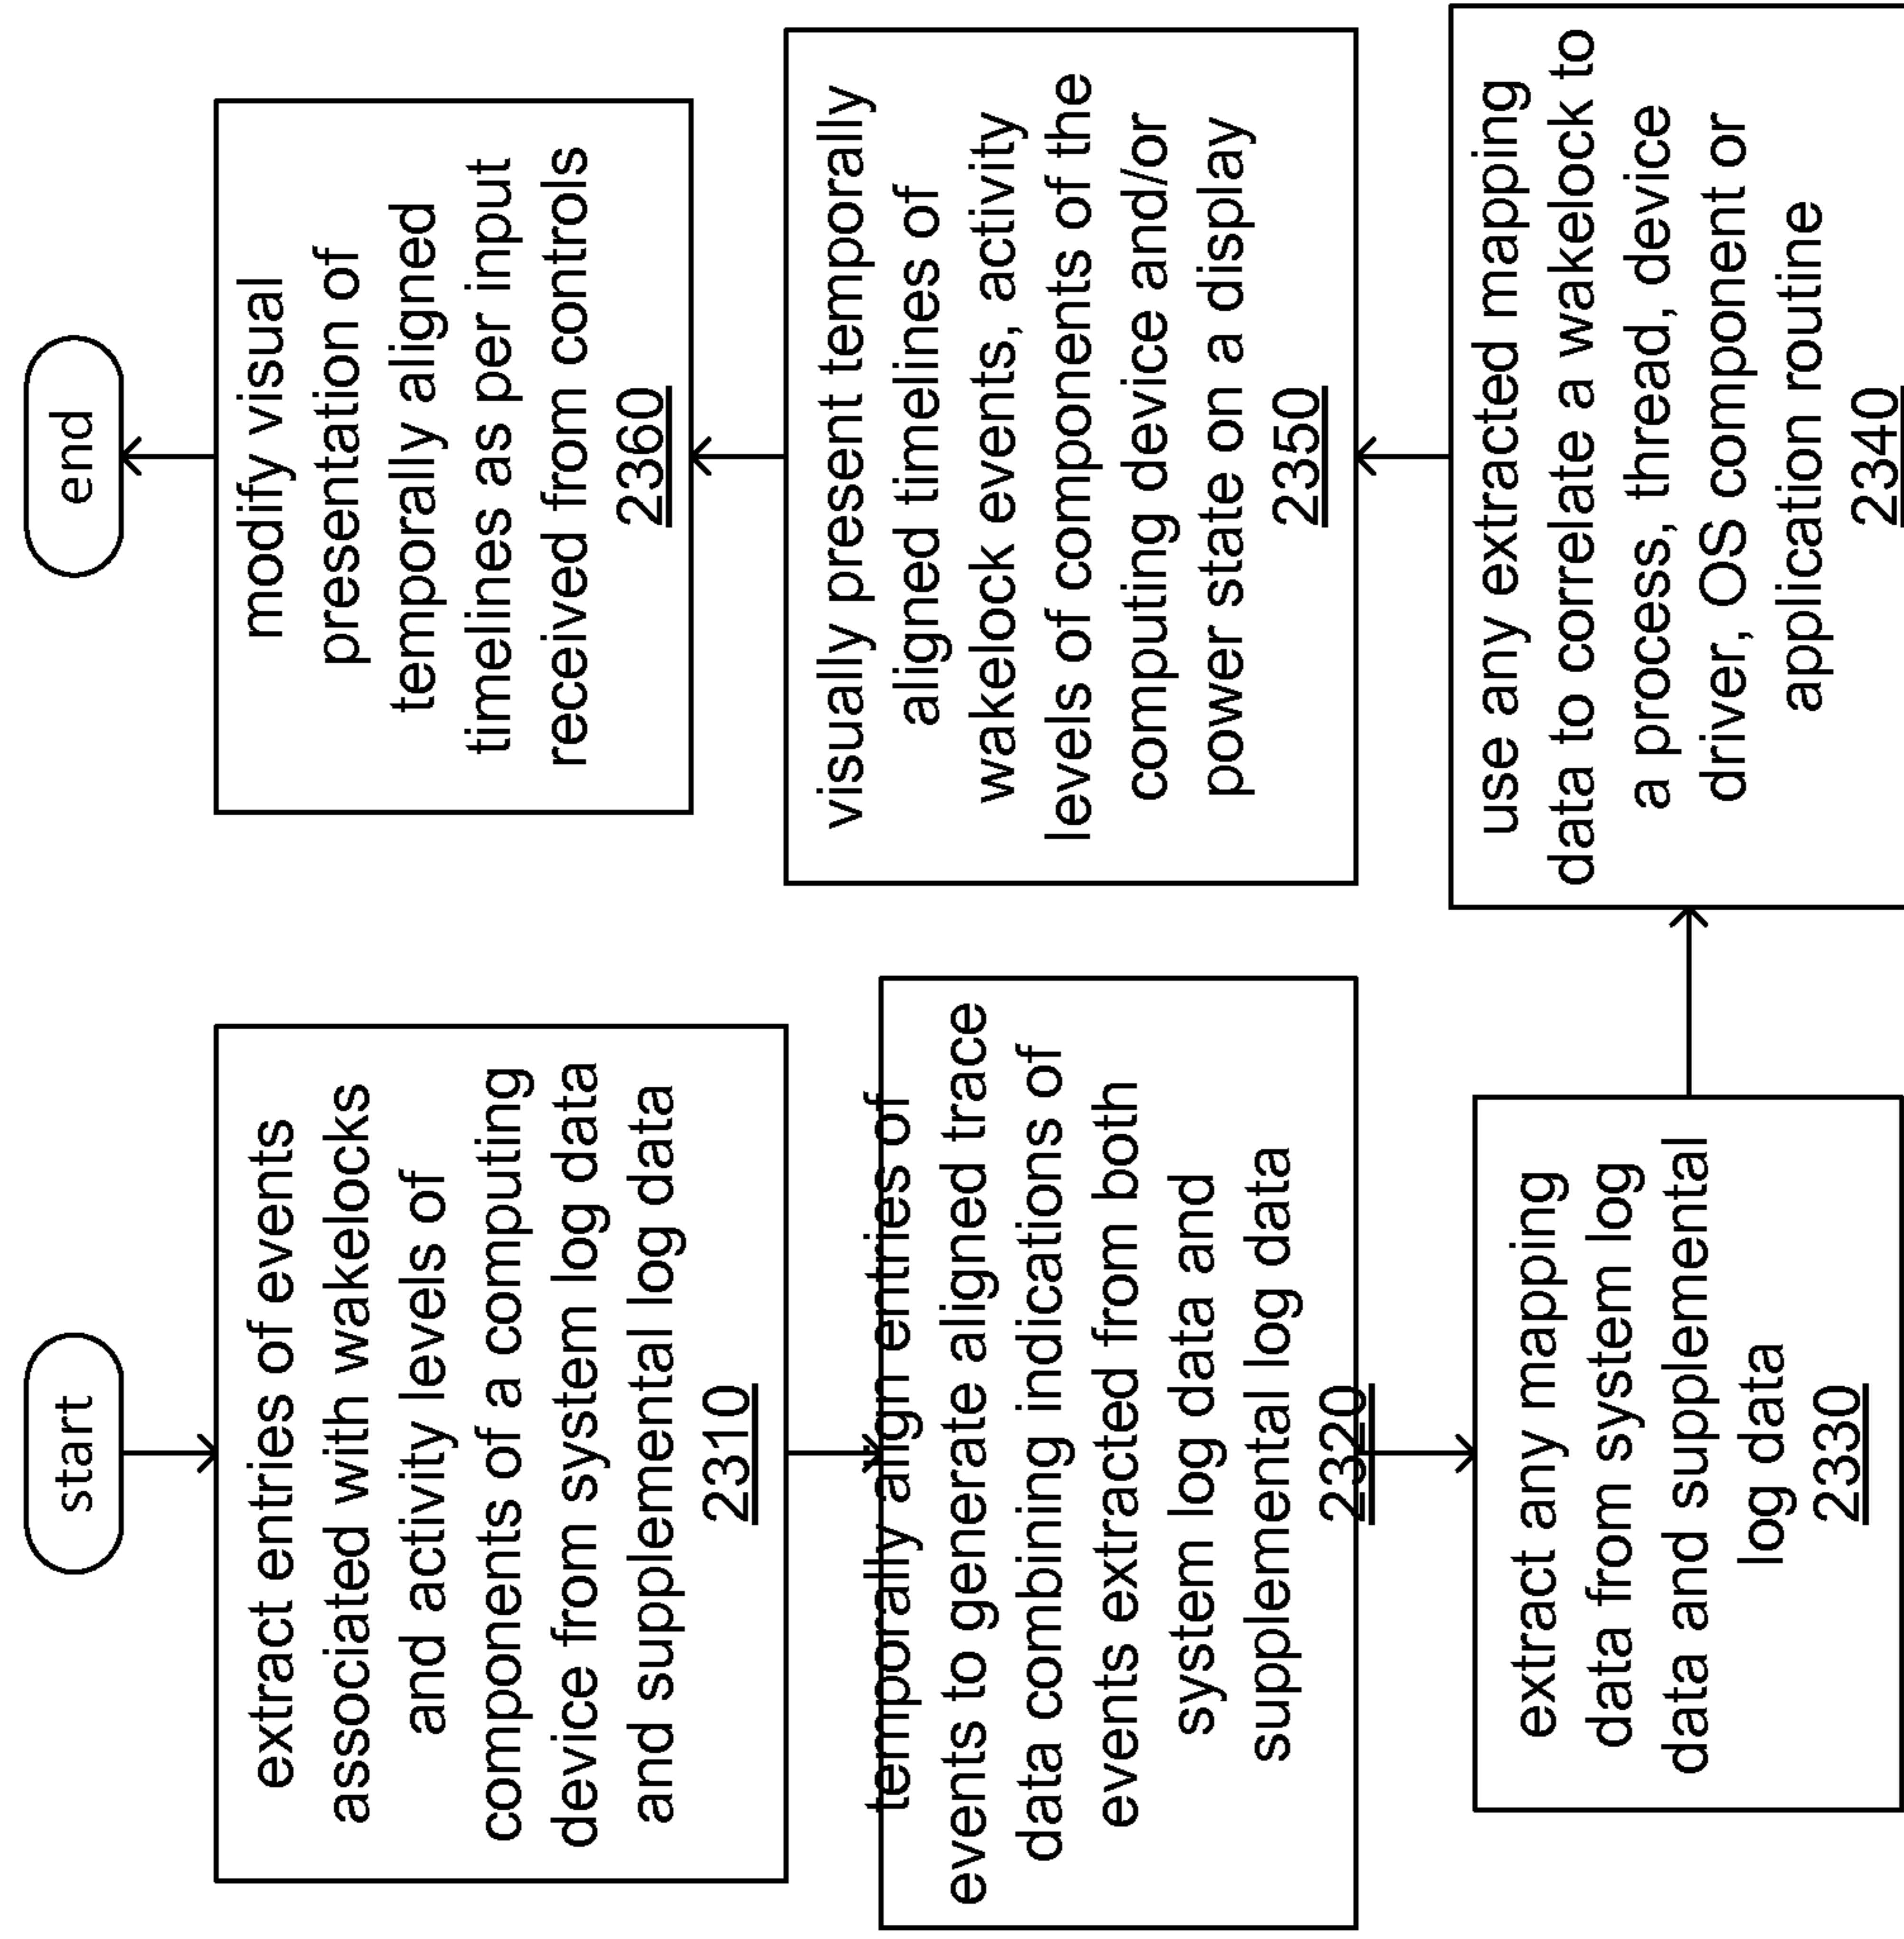 start
extract entries of events
associated with wakelocks
and activity levels of
components of a computing
device from system log data
and supplemental log data
2310
temporally align entries of
events to generate aligned trace
data combining indications of
events extracted from both
system log data and
supplemental log data
2320
extract any mapping
data from system log
data and supplemental
log data
2330
use any extracted mapping
data to correlate a wakelock to
a process, thread, device
driver, OS component or
application routine
2340
visually present temporally
aligned timelines of
wakelock events, activity
levels of components of the
computing device and/or
power state on a display
2350
modify visual
presentation of
temporally aligned
timelines as per input
received from controls
2360
end